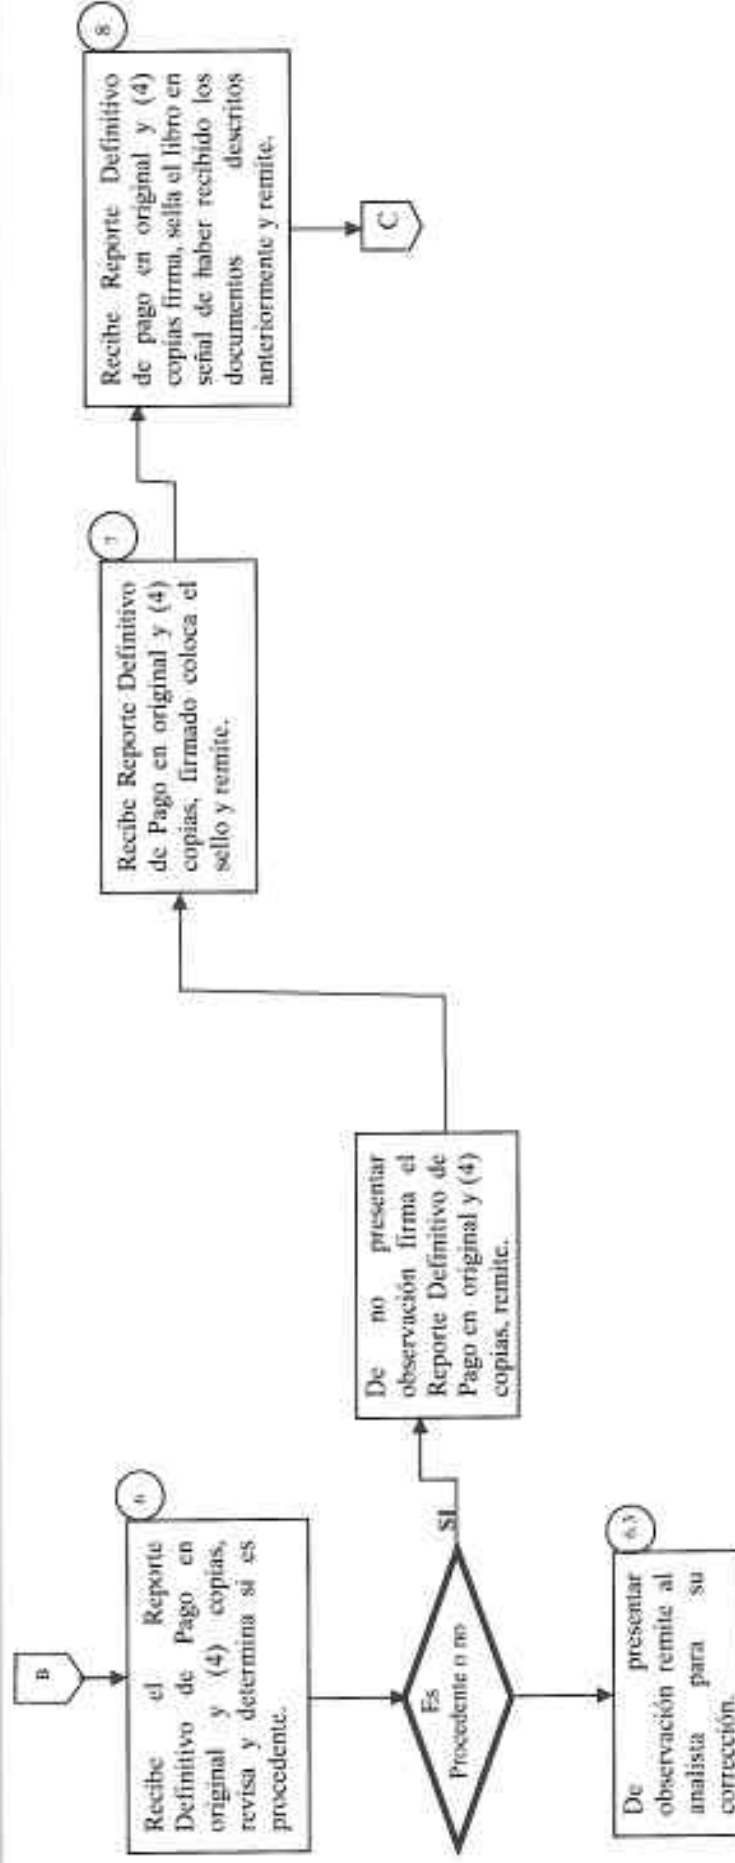 B
6
Recibe el Reporte
Definitivo de Pago en
original y (4) copias,
revisa y determina si es
procedente.
Es
Procedente o no
SI
6.3
De presentar
observación remite al
analista para su
corrección.
De no presentar
observación firma el
Reporte Definitivo de
Pago en original y (4)
copias, remite.
7
Recibe Reporte Definitivo
de Pago en original y (4)
copias, firmado coloca el
sello y remite.
8
Recibe Reporte Definitivo
de pago en original y (4)
copias firma, sella el libro en
señal de haber recibido los
documentos descritos
anteriormente y remite.
C